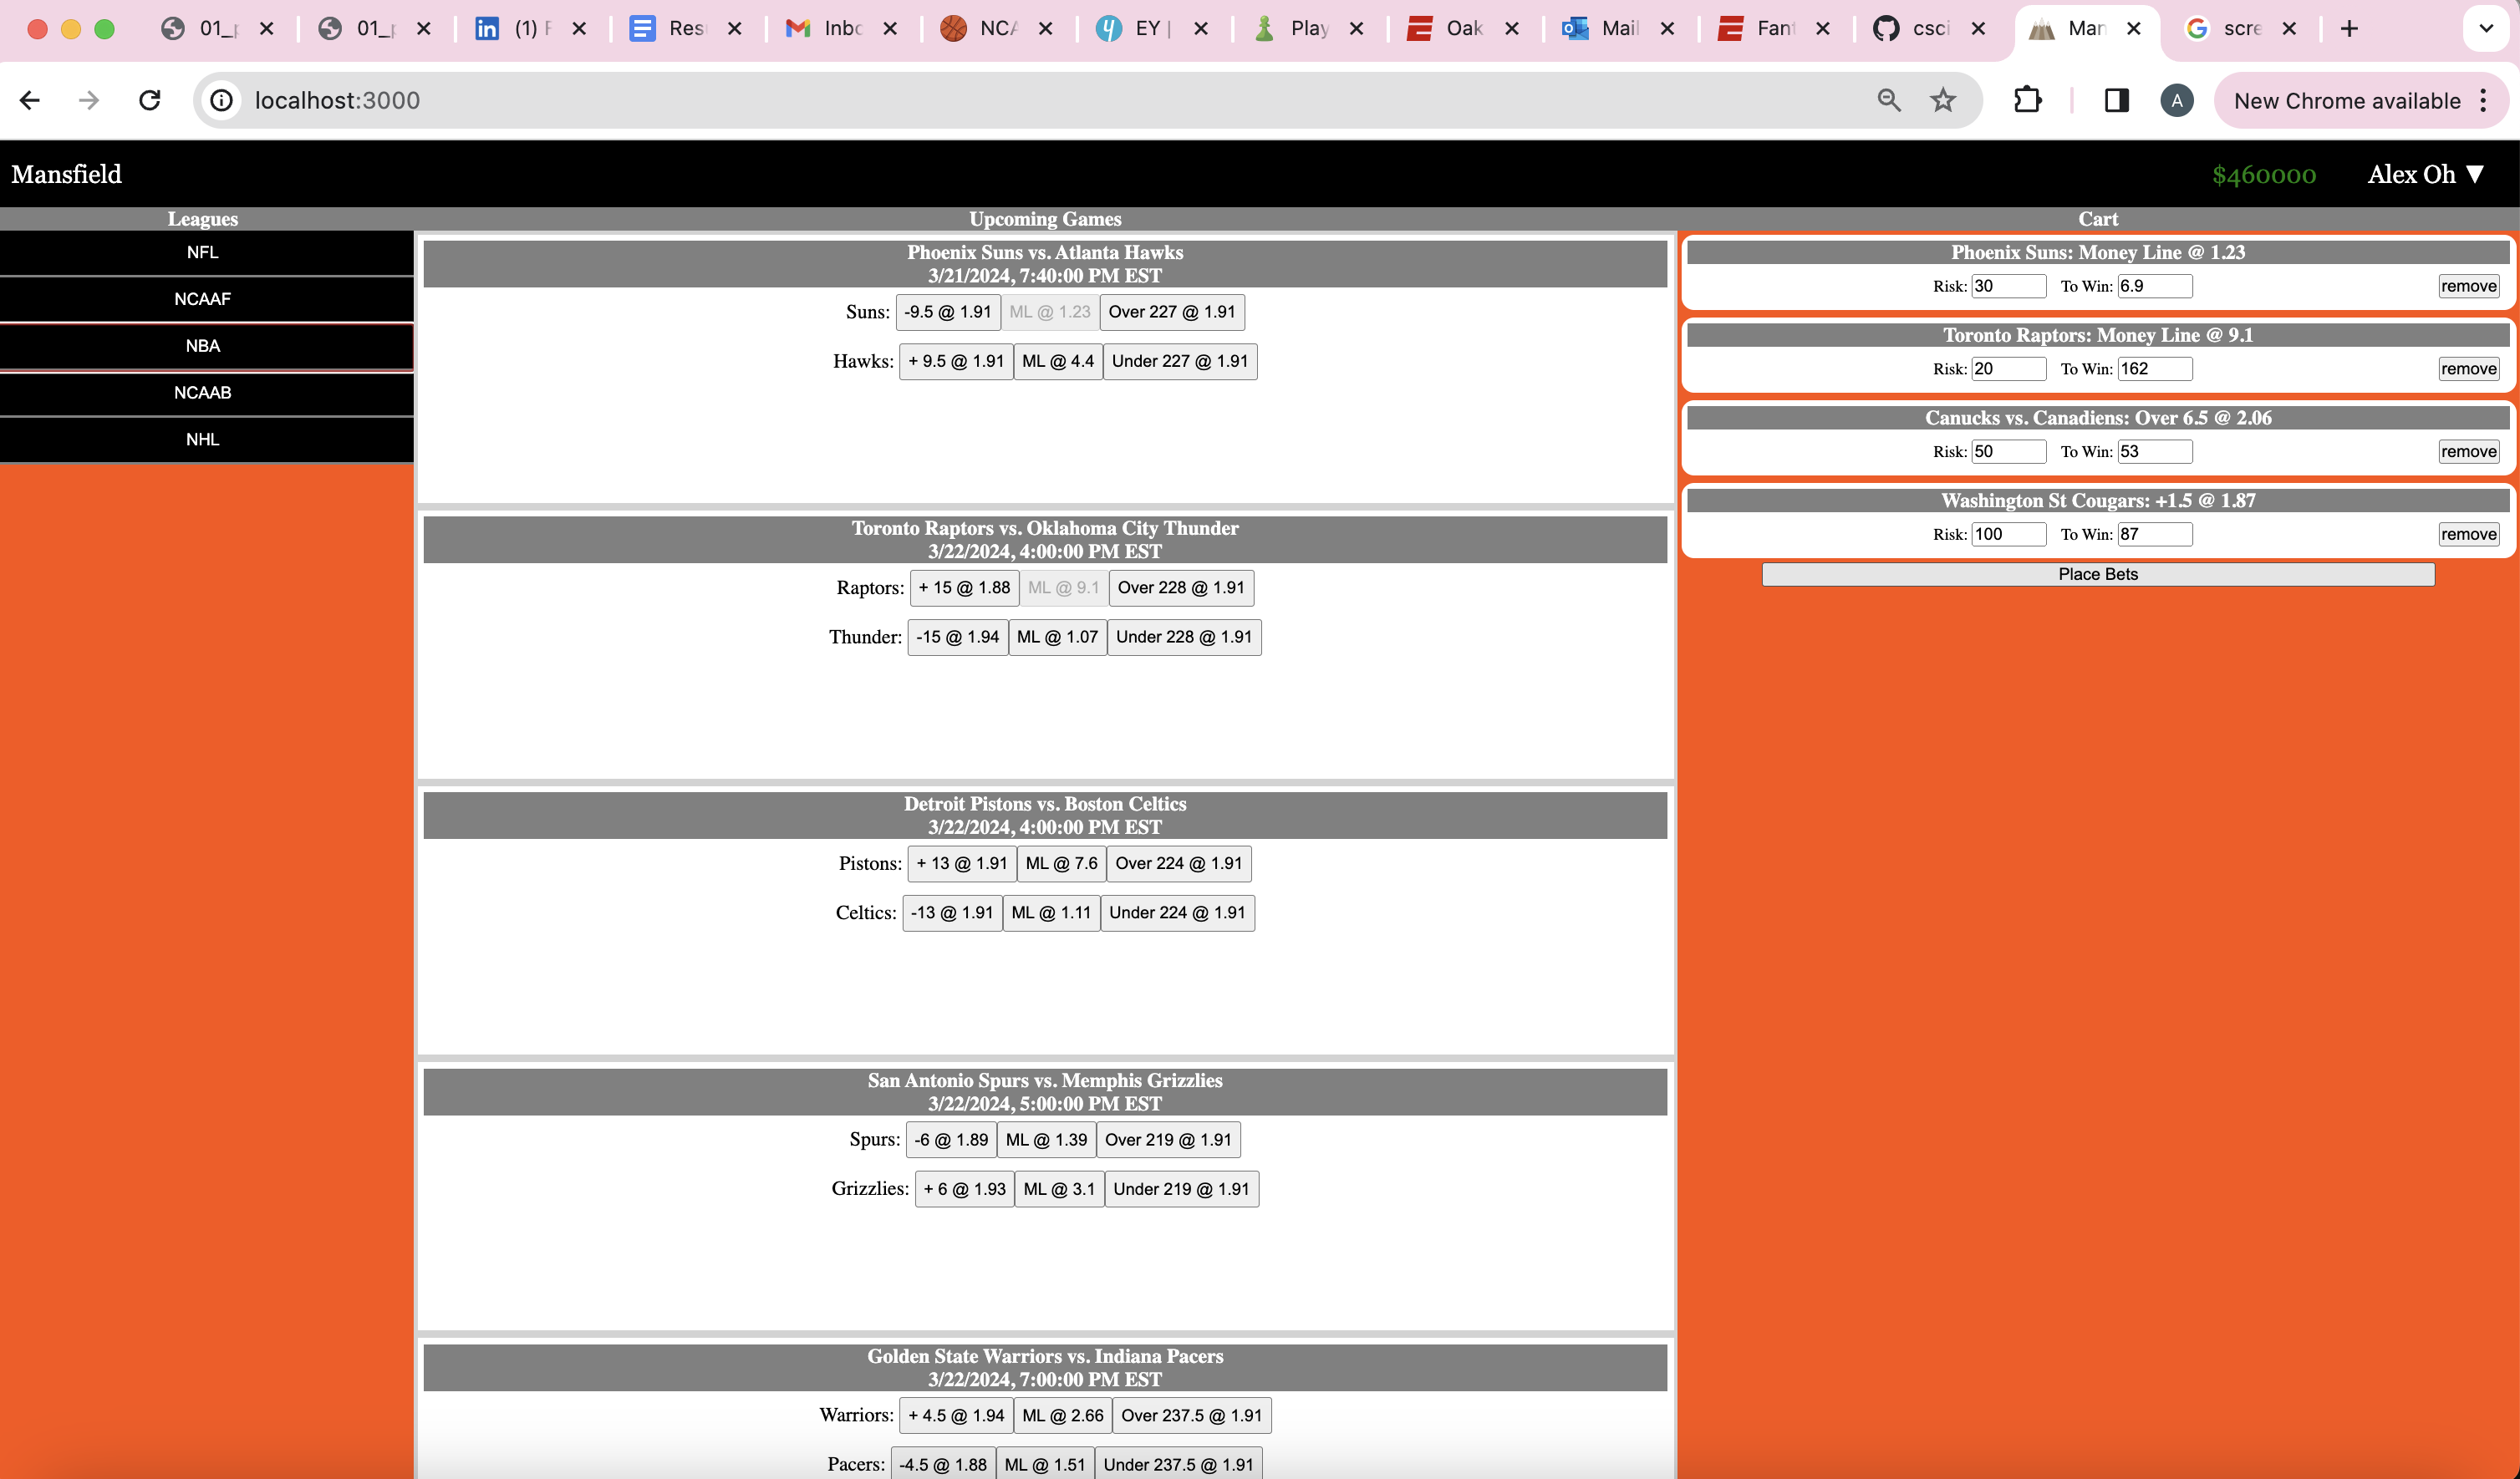 01_p
01_p
(1) F
Res
Inbo
NCA
EY |
Play
Oak
Mail
Fant
csci
Man
scre
localhost:3000
A
New Chrome available
Mansfield
$460000
Alex Oh ▼
Leagues
NFL
NCAAF
NBA
NCAAB
NHL
Upcoming Games
Phoenix Suns vs. Atlanta Hawks
3/21/2024, 7:40:00 PM EST
Suns: -9.5 @ 1.91 ML @ 1.23 Over 227 @ 1.91
Hawks: + 9.5 @ 1.91 ML @ 4.4 Under 227 @ 1.91
Toronto Raptors vs. Oklahoma City Thunder
3/22/2024, 4:00:00 PM EST
Raptors: + 15 @ 1.88 ML @ 9.1 Over 228 @ 1.91
Thunder: -15 @ 1.94 ML @ 1.07 Under 228 @ 1.91
Detroit Pistons vs. Boston Celtics
3/22/2024, 4:00:00 PM EST
Pistons: + 13 @ 1.91 ML @ 7.6 Over 224 @ 1.91
Celtics: -13 @ 1.91 ML @ 1.11 Under 224 @ 1.91
San Antonio Spurs vs. Memphis Grizzlies
3/22/2024, 5:00:00 PM EST
Spurs: -6 @ 1.89 ML @ 1.39 Over 219 @ 1.91
Grizzlies: + 6 @ 1.93 ML @ 3.1 Under 219 @ 1.91
Golden State Warriors vs. Indiana Pacers
3/22/2024, 7:00:00 PM EST
Warriors: + 4.5 @ 1.94 ML @ 2.66 Over 237.5 @ 1.91
Pacers: -4.5 @ 1.88 ML @ 1.51 Under 237.5 @ 1.91
Cart
Phoenix Suns: Money Line @ 1.23
Risk: 30 To Win: 6.9 remove
Toronto Raptors: Money Line @ 9.1
Risk: 20 To Win: 162 remove
Canucks vs. Canadiens: Over 6.5 @ 2.06
Risk: 50 To Win: 53 remove
Washington St Cougars: +1.5 @ 1.87
Risk: 100 To Win: 87 remove
Place Bets